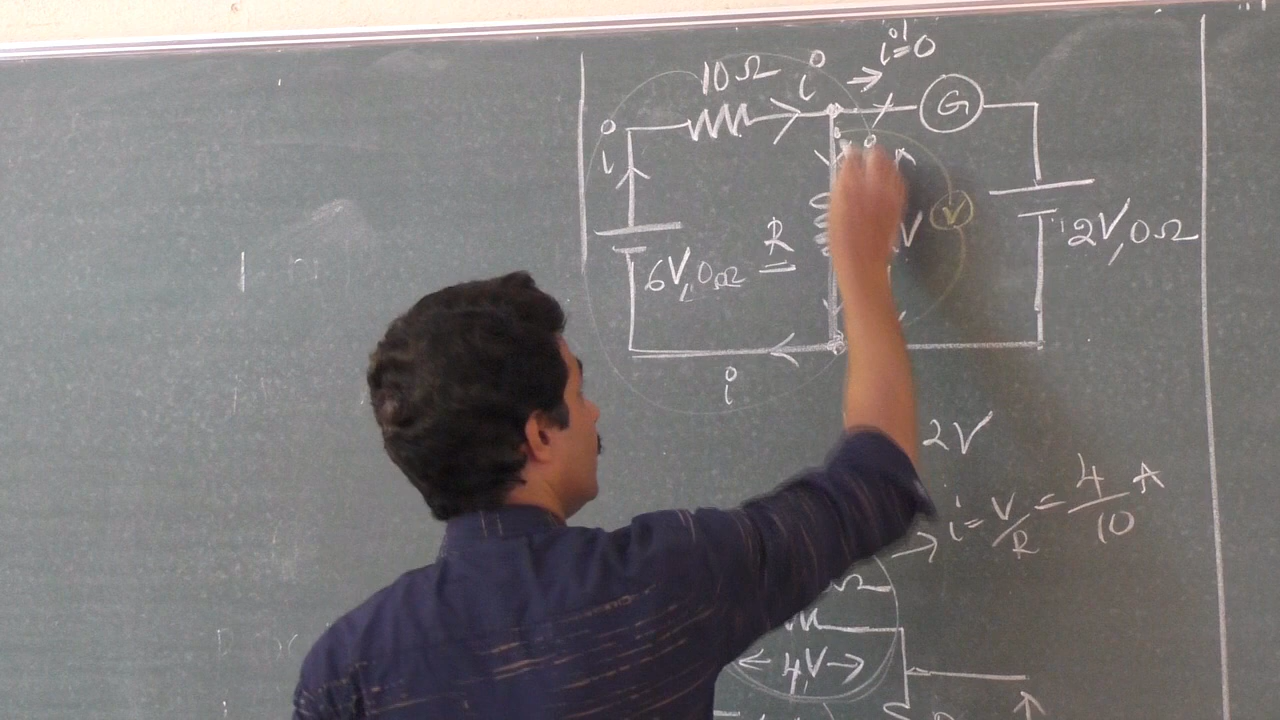 i=0
10Ω i G
i
6V,0Ω R V V 2V,0Ω
i
2V
i=V/R=4/10 A
Ω
4V